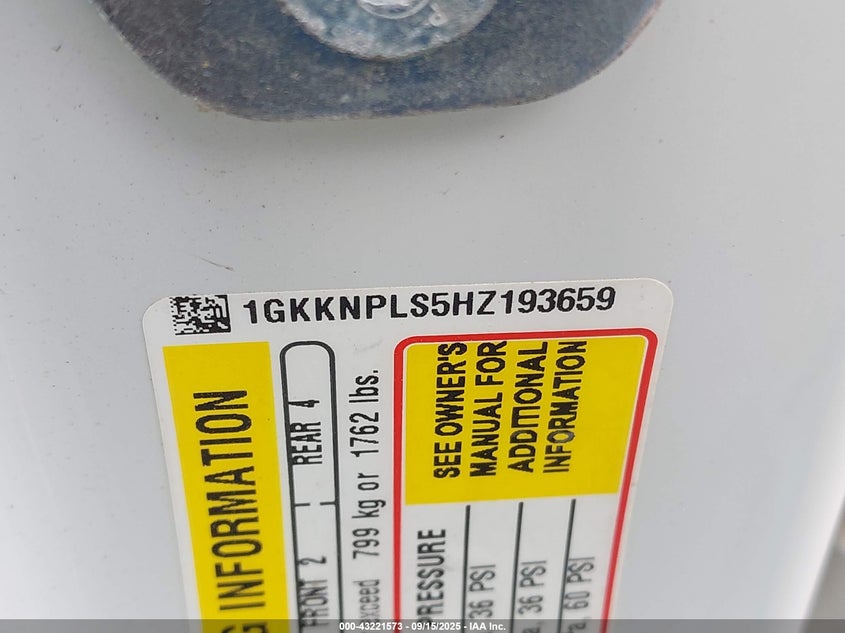 1GKKNPLS5HZ193659
SEE OWNER'S
MANUAL FOR
ADDITIONAL
INFORMATION
G INFORMATION
FRONT 2 REAR 4
xceed 799 kg or 1762 lbs.
PRESSURE
36 PSI
a, 36 PSI
a, 60 PSI
000-43221573 - 09/15/2025 - IAA Inc.